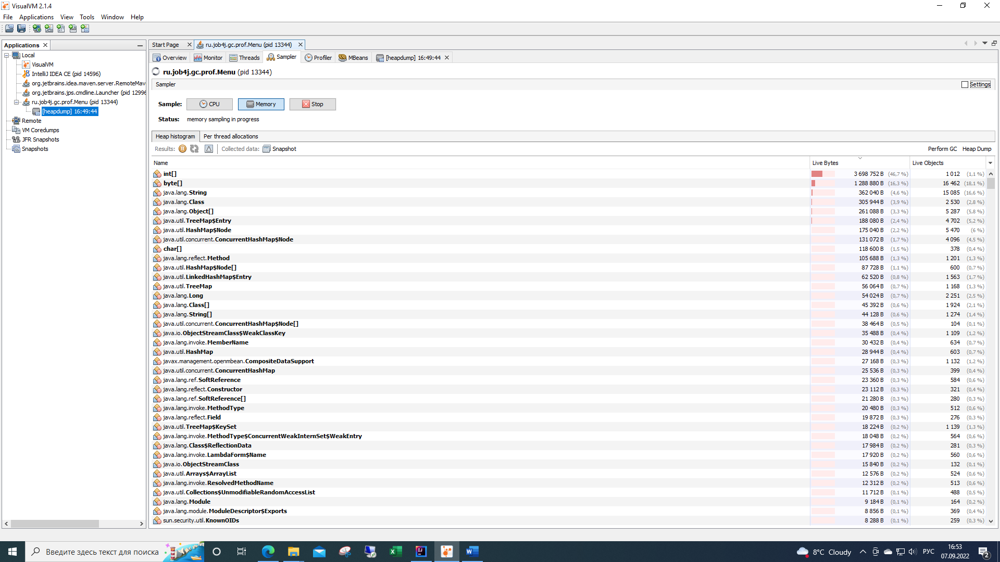 VisualVM 2.1.4
File Applications View Tools Window Help
Applications
Local
VisualVM
IntelliJ IDEA CE (pid 14596)
org.jetbrains.idea.maven.server.RemoteMav
org.jetbrains.jps.cmdline.Launcher (pid 12996
ru.job4j.gc.prof.Menu (pid 13344)
[heapdump] 16:49:44
Remote
VM Coredumps
JFR Snapshots
Snapshots
Start Page ru.job4j.gc.prof.Menu (pid 13344)
Overview Monitor Threads Sampler Profiler MBeans [heapdump] 16:49:44
ru.job4j.gc.prof.Menu (pid 13344)
Sampler Settings
Sample: CPU Memory Stop
Status: memory sampling in progress
Heap histogram Per thread allocations
Results: Collected data: Snapshot Perform GC Heap Dump
Name Live Bytes Live Objects
int[] 3 698 752 B (46,7 %) 1 012 (1,1 %)
byte[] 1 288 880 B (16,3 %) 16 462 (18,1 %)
java.lang.String 362 040 B (4,6 %) 15 085 (16,6 %)
java.lang.Class 305 944 B (3,9 %) 2 530 (2,8 %)
java.lang.Object[] 261 088 B (3,3 %) 5 287 (5,8 %)
java.util.TreeMap$Entry 188 080 B (2,4 %) 4 702 (5,2 %)
java.util.HashMap$Node 175 040 B (2,2 %) 5 470 (6 %)
java.util.concurrent.ConcurrentHashMap$Node 131 072 B (1,7 %) 4 096 (4,5 %)
char[] 118 600 B (1,5 %) 378 (0,4 %)
java.lang.reflect.Method 105 688 B (1,3 %) 1 201 (1,3 %)
java.util.HashMap$Node[] 87 728 B (1,1 %) 600 (0,7 %)
java.util.LinkedHashMap$Entry 62 520 B (0,8 %) 1 563 (1,7 %)
java.util.TreeMap 56 064 B (0,7 %) 1 168 (1,3 %)
java.lang.Long 54 024 B (0,7 %) 2 251 (2,5 %)
java.lang.Class[] 45 392 B (0,6 %) 1 924 (2,1 %)
java.lang.String[] 44 128 B (0,6 %) 1 274 (1,4 %)
java.util.concurrent.ConcurrentHashMap$Node[] 38 464 B (0,5 %) 104 (0,1 %)
java.io.ObjectStreamClass$WeakClassKey 35 488 B (0,4 %) 1 109 (1,2 %)
java.lang.invoke.MemberName 30 432 B (0,4 %) 634 (0,7 %)
java.util.HashMap 28 944 B (0,4 %) 603 (0,7 %)
javax.management.openmbean.CompositeDataSupport 27 168 B (0,3 %) 1 132 (1,2 %)
java.util.concurrent.ConcurrentHashMap 25 536 B (0,3 %) 399 (0,4 %)
java.lang.ref.SoftReference 23 360 B (0,3 %) 584 (0,6 %)
java.lang.reflect.Constructor 23 112 B (0,3 %) 321 (0,4 %)
java.lang.ref.SoftReference[] 21 280 B (0,3 %) 280 (0,3 %)
java.lang.invoke.MethodType 20 480 B (0,3 %) 512 (0,6 %)
java.lang.reflect.Field 19 872 B (0,3 %) 276 (0,3 %)
java.util.TreeMap$KeySet 18 224 B (0,2 %) 1 139 (1,3 %)
java.lang.invoke.MethodType$ConcurrentWeakInternSet$WeakEntry 18 048 B (0,2 %) 564 (0,6 %)
java.lang.Class$ReflectionData 17 984 B (0,2 %) 281 (0,3 %)
java.lang.invoke.LambdaForm$Name 17 920 B (0,2 %) 560 (0,6 %)
java.io.ObjectStreamClass 15 840 B (0,2 %) 132 (0,1 %)
java.util.Arrays$ArrayList 12 576 B (0,2 %) 524 (0,6 %)
java.lang.invoke.ResolvedMethodName 12 312 B (0,2 %) 513 (0,6 %)
java.util.Collections$UnmodifiableRandomAccessList 11 712 B (0,1 %) 488 (0,5 %)
java.lang.Module 9 184 B (0,1 %) 164 (0,2 %)
java.lang.module.ModuleDescriptor$Exports 8 856 B (0,1 %) 369 (0,4 %)
sun.security.util.KnownOIDs 8 288 B (0,1 %) 259 (0,3 %)
Введите здесь текст для поиска
8°C Cloudy РУС 16:53
07.09.2022 2